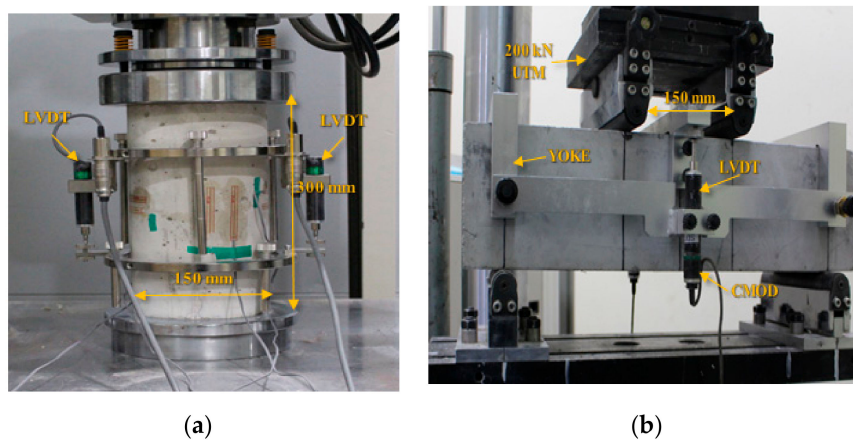 LVDT
LVDT
300 mm
150 mm
200 kN
UTM
150 mm
YOKE
LVDT
CMOD
(a)
(b)